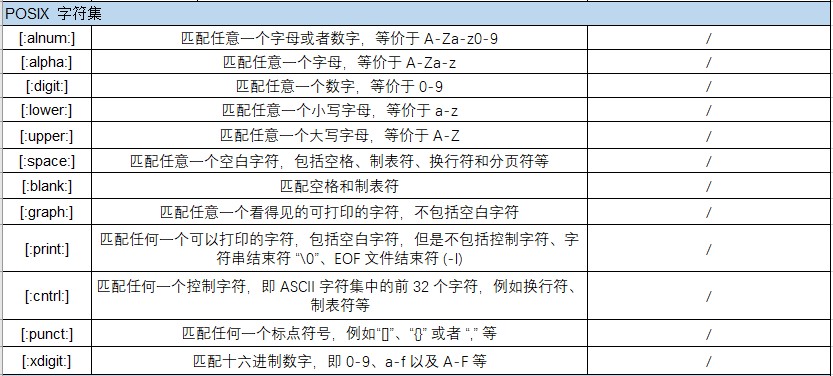 POSIX 字符集
[:alnum:] 匹配任意一个字母或者数字，等价于 A-Za-z0-9 /
[:alpha:] 匹配任意一个字母，等价于 A-Za-z /
[:digit:] 匹配任意一个数字，等价于 0-9 /
[:lower:] 匹配任意一个小写字母，等价于 a-z /
[:upper:] 匹配任意一个大写字母，等价于 A-Z /
[:space:] 匹配任意一个空白字符，包括空格、制表符、换行符和分页符等 /
[:blank:] 匹配空格和制表符 /
[:graph:] 匹配任意一个看得见的可打印的字符，不包括空白字符 /
[:print:] 匹配任何一个可以打印的字符，包括空白字符，但是不包括控制字符、字
符串结束符 “\0”、EOF 文件结束符 (-l) /
[:cntrl:] 匹配任何一个控制字符，即 ASCII 字符集中的前 32 个字符，例如换行符、
制表符等 /
[:punct:] 匹配任何一个标点符号，例如“[]”、“{}” 或者 “,” 等 /
[:xdigit:] 匹配十六进制数字，即 0-9、a-f 以及 A-F 等 /